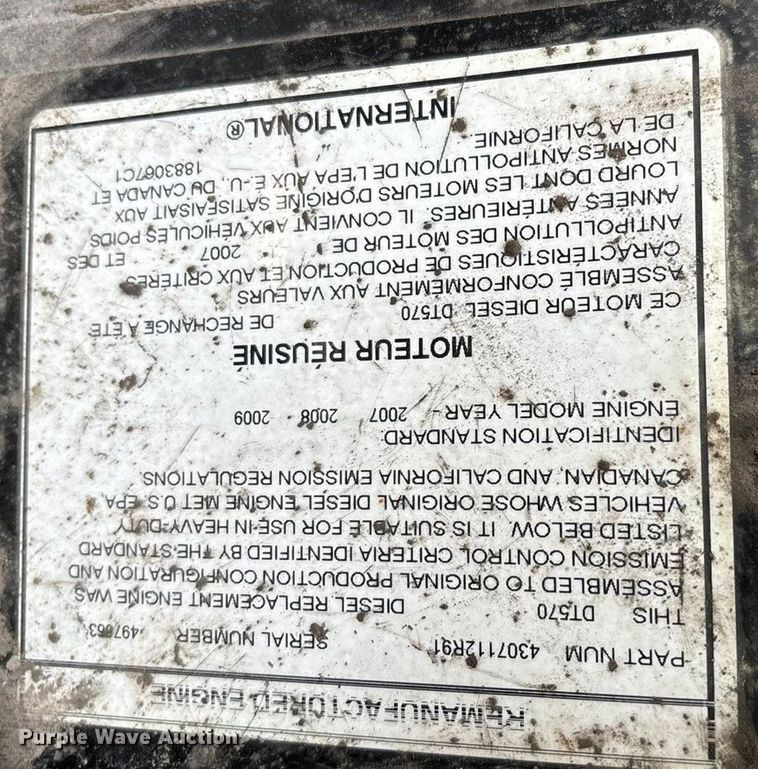 REMANUFACTURED ENGINE
PART NUM 4307112R91 SERIAL NUMBER 497663
THIS DT570 DIESEL REPLACEMENT ENGINE WAS
ASSEMBLED TO ORIGINAL PRODUCTION CONFIGURATION AND
EMISSION CONTROL CRITERIA IDENTIFIED BY THE STANDARD
LISTED BELOW. IT IS SUITABLE FOR USE IN HEAVY-DUTY
VEHICLES WHOSE ORIGINAL DIESEL ENGINE MET U.S. EPA,
CANADIAN, AND CALIFORNIA EMISSION REGULATIONS.
IDENTIFICATION STANDARD:
ENGINE MODEL YEAR - 2007 2008 2009
MOTEUR RÉUSINÉ
CE MOTEUR DIESEL DT570 DE RECHANGE A ÉTÉ
ASSEMBLÉ CONFORMÉMENT AUX VALEURS
CARACTÉRISTIQUES DE PRODUCTION ET AUX CRITÈRES
ANTIPOLLUTION DES MOTEUR DE 2007 ET DES
ANNÉES ANTÉRIEURES. IL CONVIENT AUX VÉHICULES POIDS
LOURD DONT LES MOTEURS D'ORIGINE SATISFAISAIT AUX
NORMES ANTIPOLLUTION DE L'EPA AUX É.-U., DU CANADA ET
DE LA CALIFORNIE. 1883067C1
INTERNATIONAL®
Purple Wave Auction